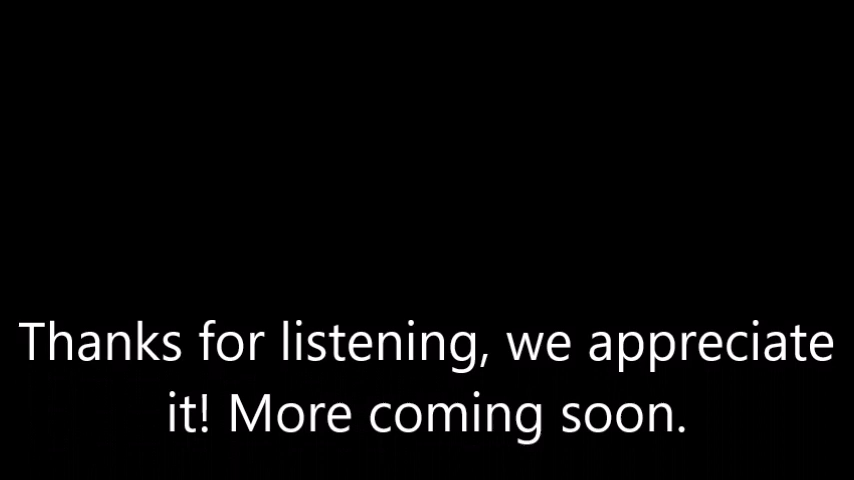 Thanks for listening, we appreciate
it! More coming soon.